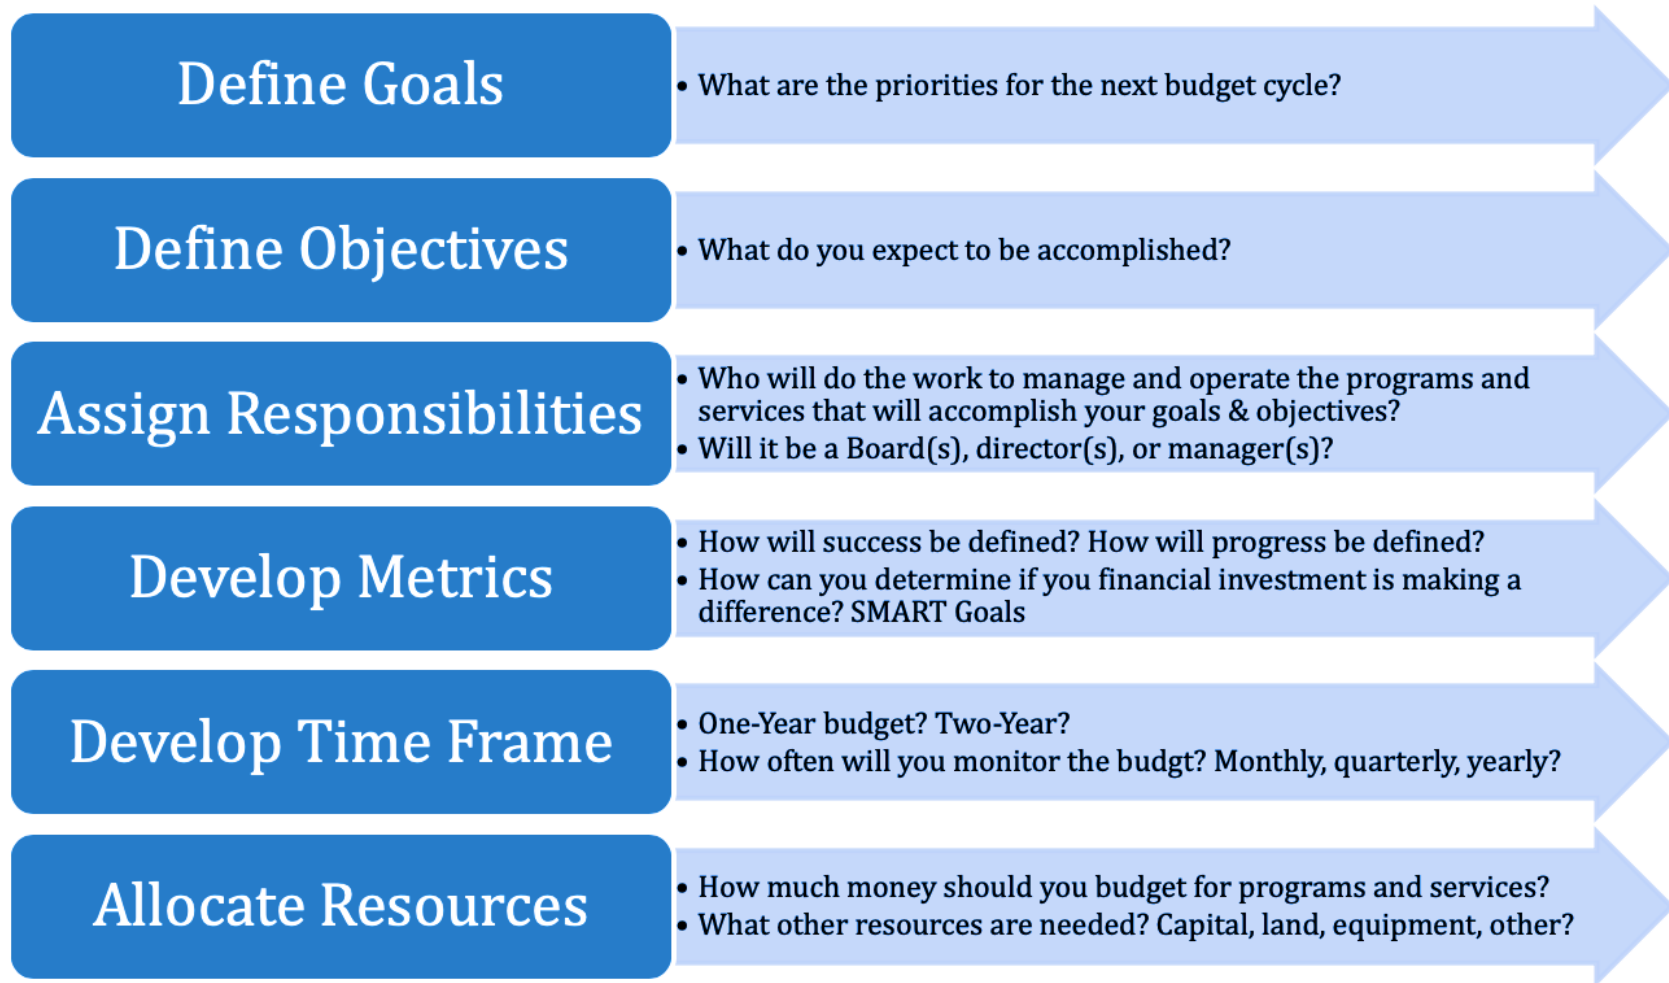 Define Goals
• What are the priorities for the next budget cycle?
Define Objectives
• What do you expect to be accomplished?
Assign Responsibilities
• Who will do the work to manage and operate the programs and
services that will accomplish your goals & objectives?
• Will it be a Board(s), director(s), or manager(s)?
Develop Metrics
• How will success be defined? How will progress be defined?
• How can you determine if you financial investment is making a
difference? SMART Goals
Develop Time Frame
• One-Year budget? Two-Year?
• How often will you monitor the budgt? Monthly, quarterly, yearly?
Allocate Resources
• How much money should you budget for programs and services?
• What other resources are needed? Capital, land, equipment, other?